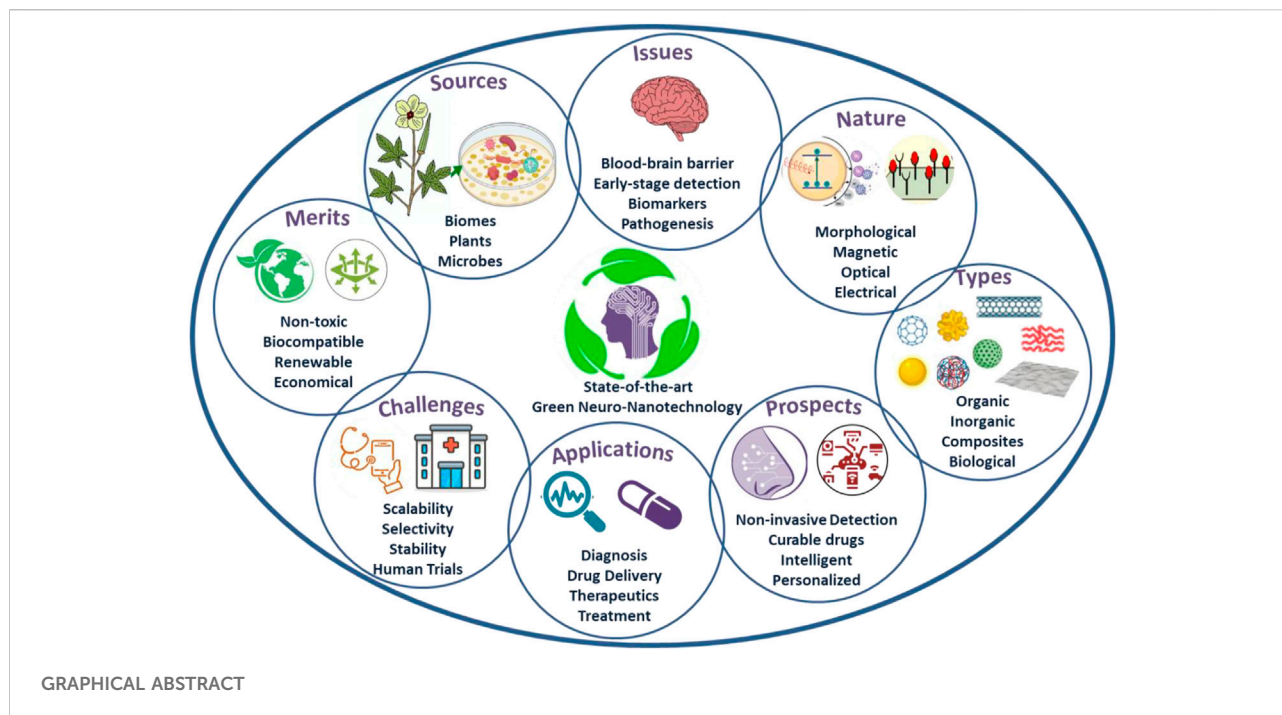 Issues
Blood-brain barrier
Early-stage detection
Biomarkers
Pathogenesis
Nature
Morphological
Magnetic
Optical
Electrical
Types
Organic
Inorganic
Composites
Biological
Prospects
Non-invasive Detection
Curable drugs
Intelligent
Personalized
Applications
Diagnosis
Drug Delivery
Therapeutics
Treatment
Challenges
Scalability
Selectivity
Stability
Human Trials
Merits
Non-toxic
Biocompatible
Renewable
Economical
Sources
Biomes
Plants
Microbes
State-of-the-art
Green Neuro-Nanotechnology
GRAPHICAL ABSTRACT